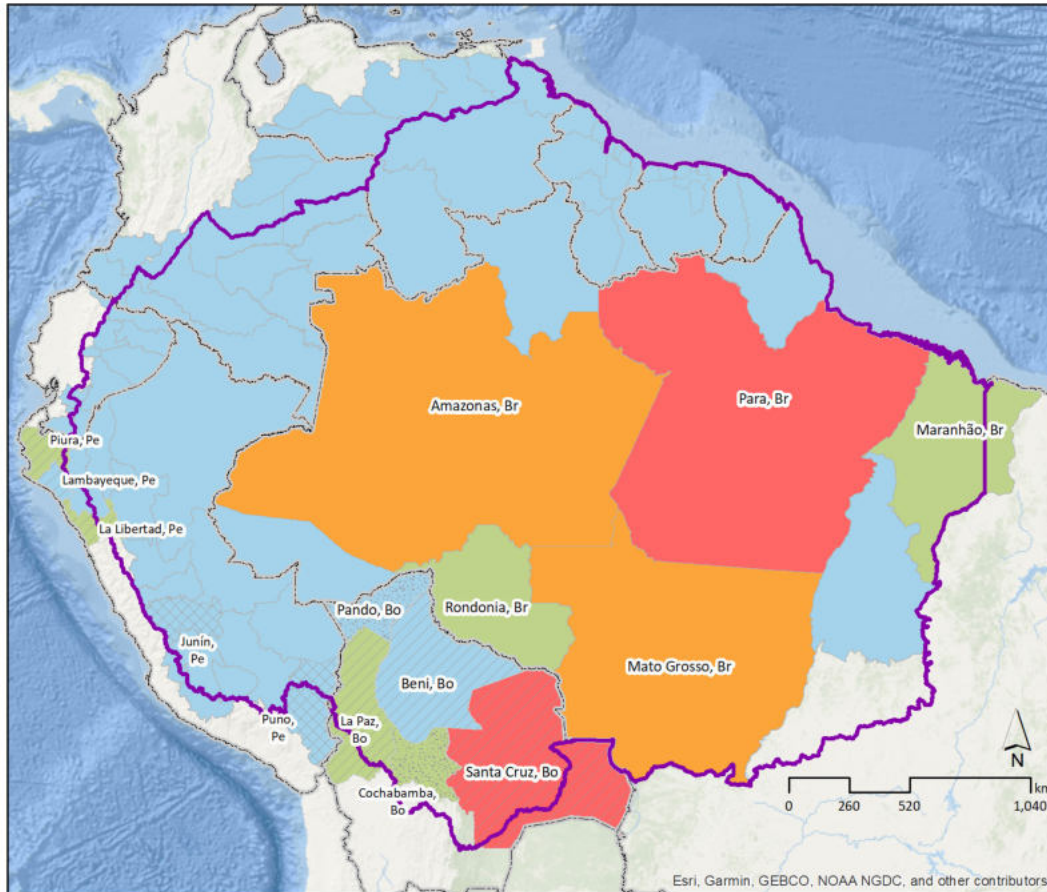 Amazonas, Br
Para, Br
Maranhão, Br
Piura, Pe
Lambayeque, Pe
La Libertad, Pe
Pando, Bo
Rondonia, Br
Junín,
Pe
Beni, Bo
Mato Grosso, Br
Puno,
Pe
La Paz,
Bo
Santa Cruz, Bo
Cochabamba,
Bo
N
km
0 260 520 1,040
Esri, Garmin, GEBCO, NOAA NGDC, and other contributors